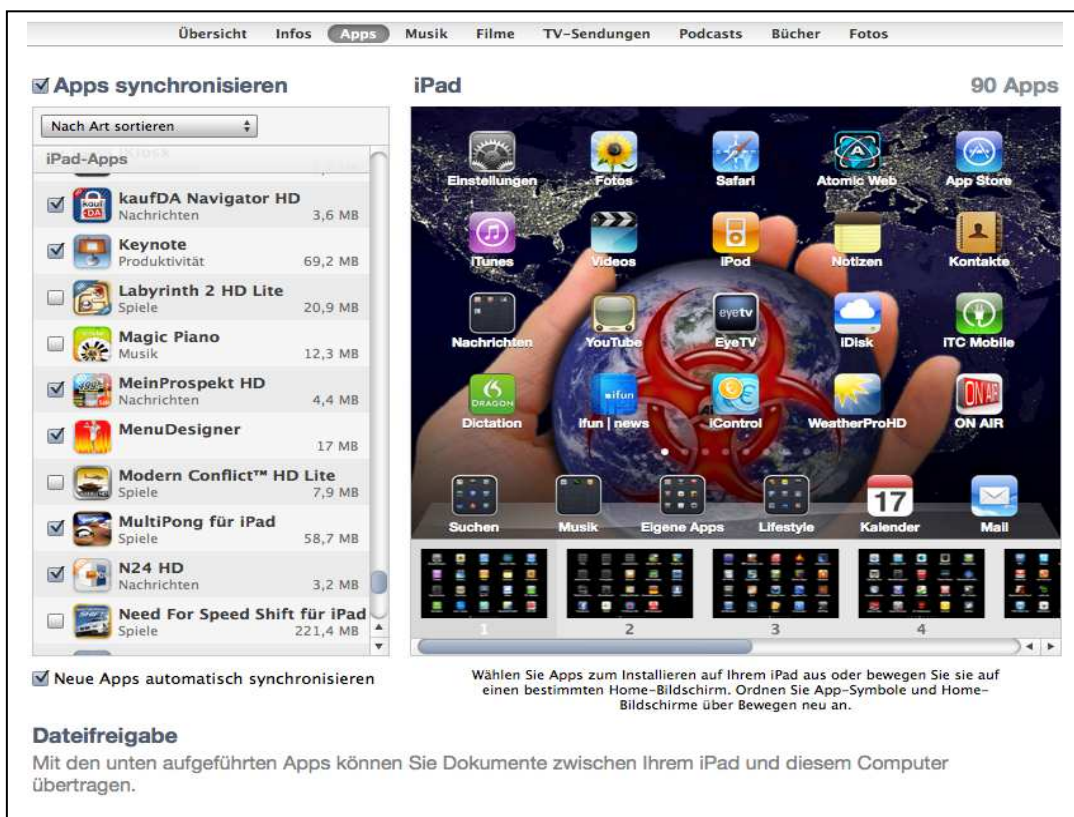 Übersicht Infos Apps Musik Filme TV-Sendungen Podcasts Bücher Fotos
Apps synchronisieren
Nach Art sortieren
iPad-Apps
kaufDA Navigator HD
Nachrichten 3,6 MB
Keynote
Produktivität 69,2 MB
Labyrinth 2 HD Lite
Spiele 20,9 MB
Magic Piano
Musik 12,3 MB
MeinProspekt HD
Nachrichten 4,4 MB
MenuDesigner
17 MB
Modern Conflict™ HD Lite
Spiele 7,9 MB
MultiPong für iPad
Spiele 58,7 MB
N24 HD
Nachrichten 3,2 MB
Need For Speed Shift für iPad
Spiele 221,4 MB
Neue Apps automatisch synchronisieren
iPad 90 Apps
Einstellungen Fotos Safari Atomic Web App Store
iTunes Videos iPod Notizen Kontakte
eyetv
Nachrichten YouTube EyeTV iDisk ITC Mobile
DRAGON ifun ON AIR
Dictation ifun | news iControl WeatherProHD ON AIR
17
Suchen Musik Eigene Apps Lifestyle Kalender Mail
1 2 3 4
Wählen Sie Apps zum Installieren auf Ihrem iPad aus oder bewegen Sie sie auf
einen bestimmten Home-Bildschirm. Ordnen Sie App-Symbole und Home-
Bildschirme über Bewegen neu an.
Dateifreigabe
Mit den unten aufgeführten Apps können Sie Dokumente zwischen Ihrem iPad und diesem Computer
übertragen.